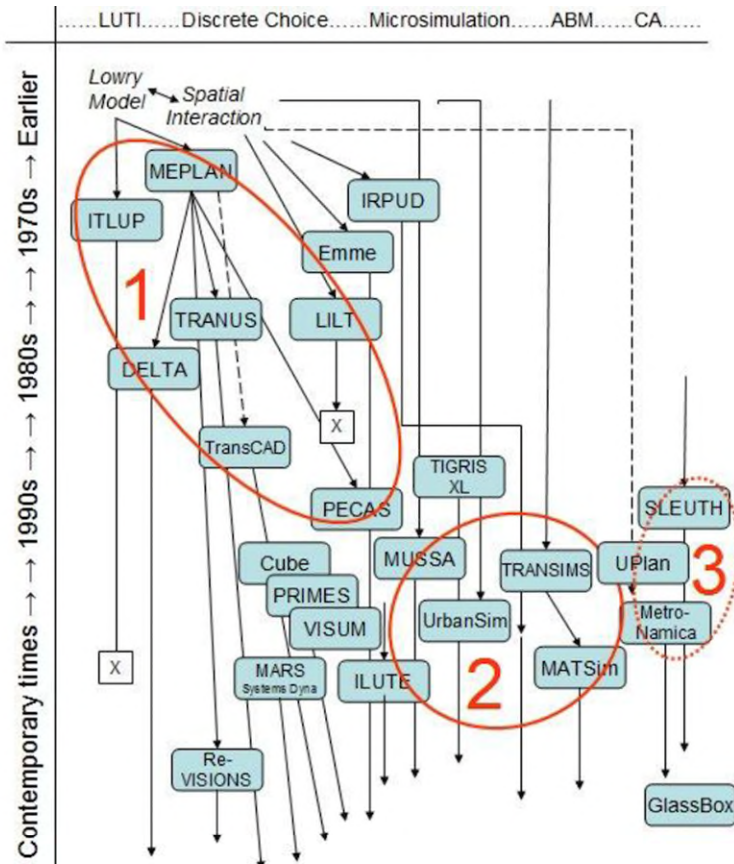 ......LUTI.......Discrete Choice..........Microsimulation......ABM.......CA......
Contemporary times → → 1990s → → 1980s → → 1970s → Earlier
Lowry
Model
Spatial
Interaction
MEPLAN
IRPUD
ITLUP
Emme
1
TRANUS
LILT
DELTA
X
TransCAD
TIGRIS
XL
PECAS
SLEUTH
MUSSA
Cube
TRANSIMS
UPlan
3
PRIMES
VISUM
UrbanSim
Metro-
Namica
X
MARS
Systems Dyna
ILUTE
2
MATSim
Re-
VISIONS
GlassBox